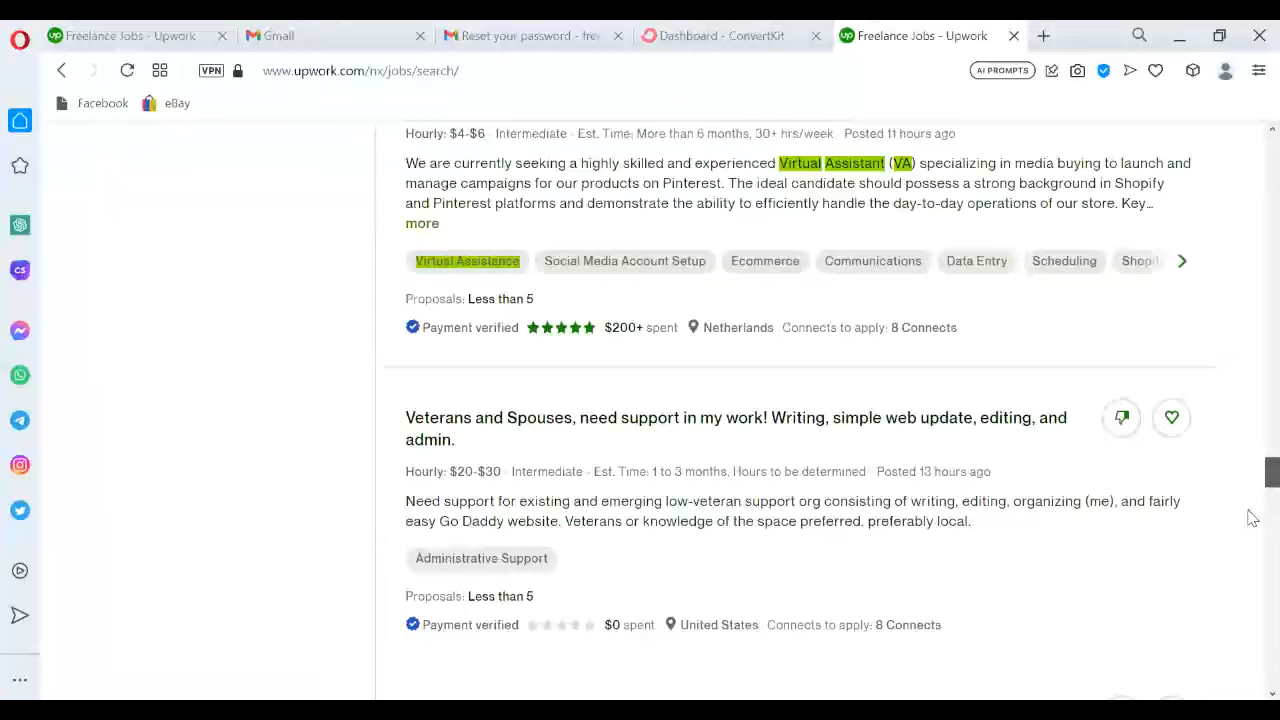 Freelance Jobs - Upwork
Gmail
Reset your password - free
Dashboard - ConvertKit
Freelance Jobs - Upwork
VPN
www.upwork.com/nx/jobs/search/
AI PROMPTS
Facebook
eBay
CS
Hourly: $4-$6 · Intermediate · Est. Time: More than 6 months, 30+ hrs/week · Posted 11 hours ago
We are currently seeking a highly skilled and experienced Virtual Assistant (VA) specializing in media buying to launch and
manage campaigns for our products on Pinterest. The ideal candidate should possess a strong background in Shopify
and Pinterest platforms and demonstrate the ability to efficiently handle the day-to-day operations of our store. Key...
more
Virtual Assistance Social Media Account Setup Ecommerce Communications Data Entry Scheduling Shopi
Proposals: Less than 5
Payment verified $200+ spent Netherlands Connects to apply: 8 Connects
Veterans and Spouses, need support in my work! Writing, simple web update, editing, and
admin.
Hourly: $20-$30 · Intermediate · Est. Time: 1 to 3 months, Hours to be determined · Posted 13 hours ago
Need support for existing and emerging low-veteran support org consisting of writing, editing, organizing (me), and fairly
easy Go Daddy website. Veterans or knowledge of the space preferred, preferably local.
Administrative Support
Proposals: Less than 5
Payment verified $0 spent United States Connects to apply: 8 Connects